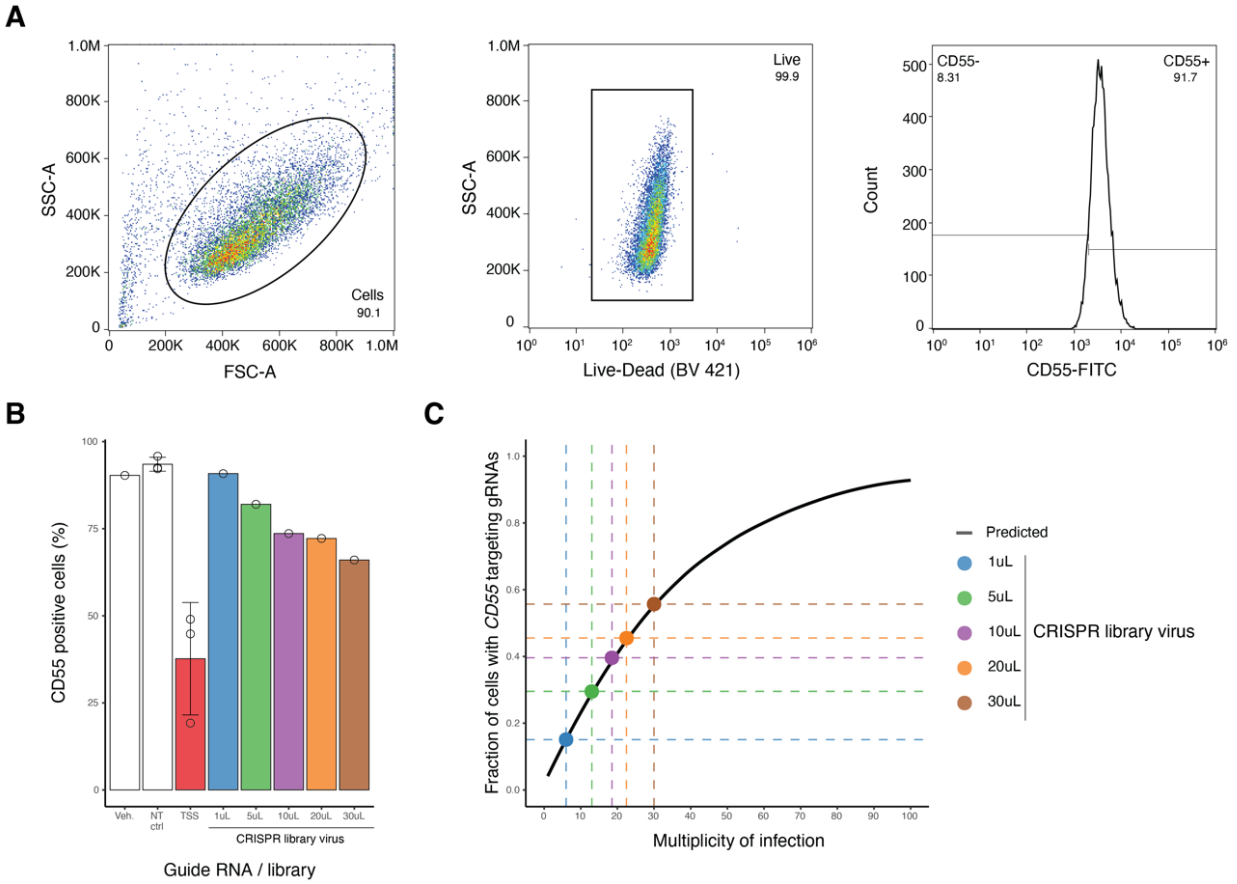 A
1.0M
800K
600K
400K
200K
0
SSC-A
0 200K 400K 600K 800K 1.0M
FSC-A
Cells
90.1
1.0M
800K
600K
400K
200K
0
SSC-A
10⁰ 10¹ 10² 10³ 10⁴ 10⁵ 10⁶
Live-Dead (BV 421)
Live
99.9
500
400
300
200
100
0
Count
10⁰ 10¹ 10² 10³ 10⁴ 10⁵ 10⁶
CD55-FITC
CD55-
8.31
CD55+
91.7
B
100
75
50
25
0
CD55 positive cells (%)
Veh. NT ctrl TSS 1uL 5uL 10uL 20uL 30uL
CRISPR library virus
Guide RNA / library
C
1.0
0.8
0.6
0.4
0.2
0.0
Fraction of cells with CD55 targeting gRNAs
0 10 20 30 40 50 60 70 80 90 100
Multiplicity of infection
Predicted
1uL
5uL
10uL
20uL
30uL
CRISPR library virus